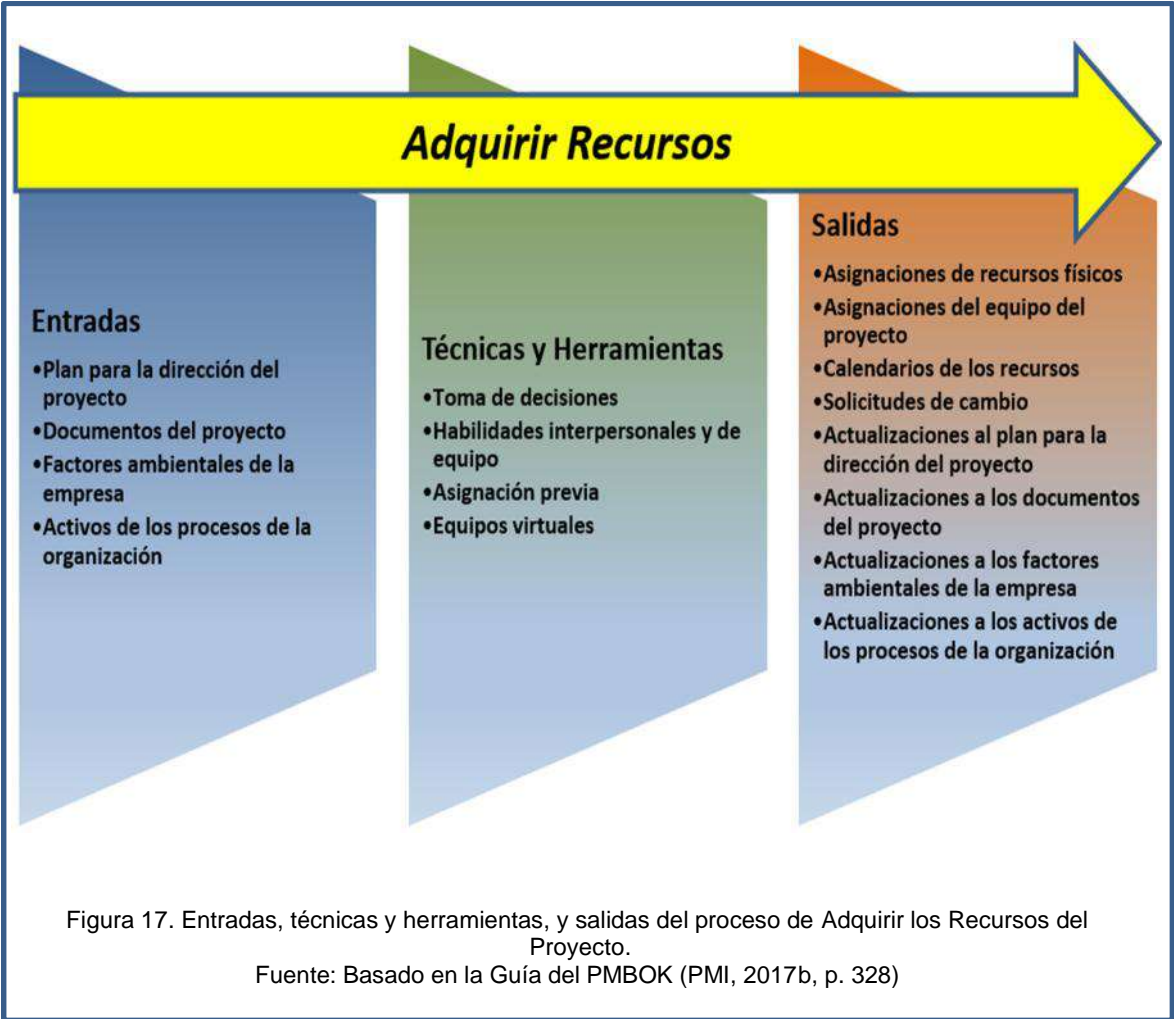 Adquirir Recursos
Entradas
•Plan para la dirección del
proyecto
•Documentos del proyecto
•Factores ambientales de la
empresa
•Activos de los procesos de la
organización
Técnicas y Herramientas
•Toma de decisiones
•Habilidades interpersonales y de
equipo
•Asignación previa
•Equipos virtuales
Salidas
•Asignaciones de recursos físicos
•Asignaciones del equipo del
proyecto
•Calendarios de los recursos
•Solicitudes de cambio
•Actualizaciones al plan para la
dirección del proyecto
•Actualizaciones a los documentos
del proyecto
•Actualizaciones a los factores
ambientales de la empresa
•Actualizaciones a los activos de
los procesos de la organización
Figura 17. Entradas, técnicas y herramientas, y salidas del proceso de Adquirir los Recursos del
Proyecto.
Fuente: Basado en la Guía del PMBOK (PMI, 2017b, p. 328)